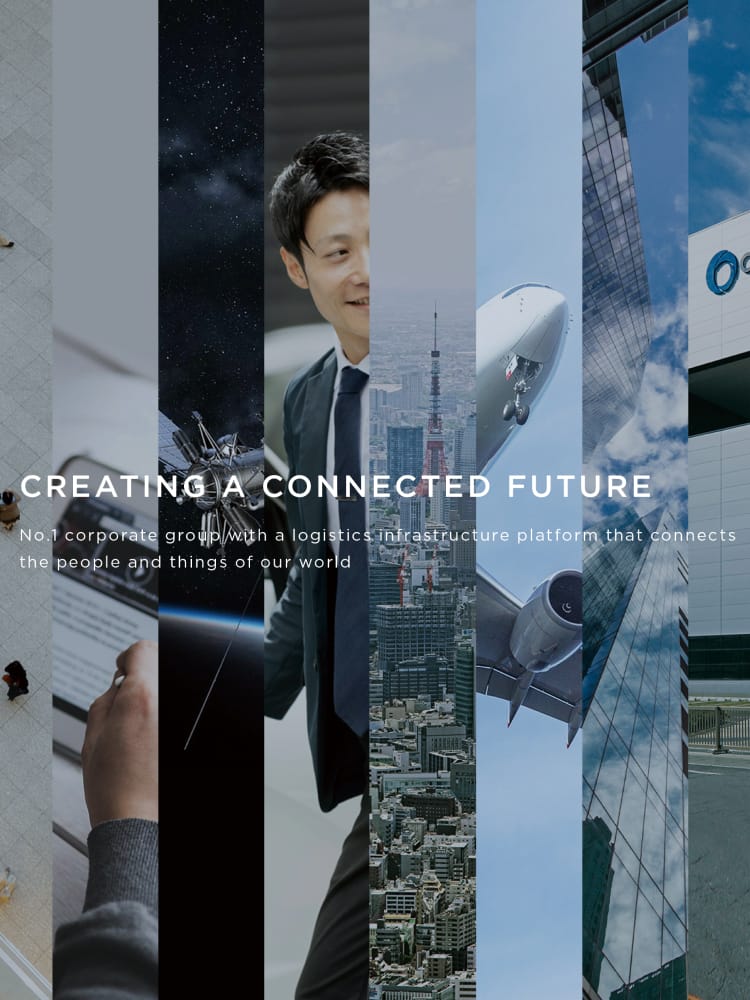 CREATING A CONNECTED FUTURE
No.1 corporate group with a logistics infrastructure platform that connects
the people and things of our world